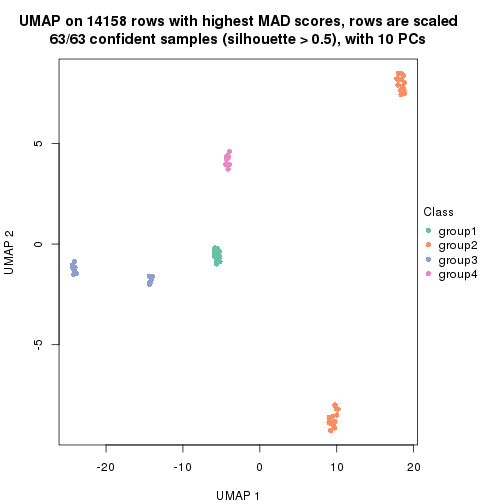 UMAP on 14158 rows with highest MAD scores, rows are scaled
63/63 confident samples (silhouette > 0.5), with 10 PCs
5
0
-5
UMAP 2
-20
-10
0
10
20
UMAP 1
Class
group1
group2
group3
group4